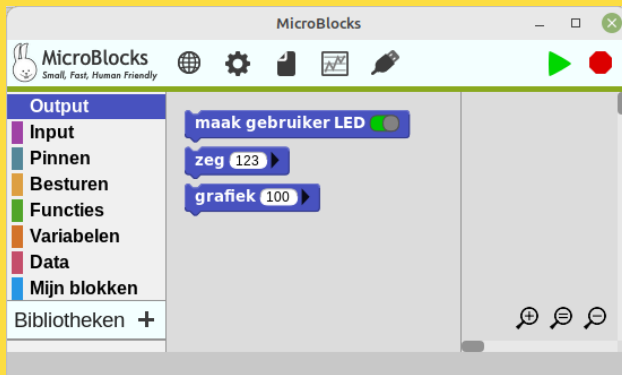 MicroBlocks
MicroBlocks
Small, Fast, Human Friendly
Output
Input
Pinnen
Besturen
Functies
Variabelen
Data
Mijn blokken
Bibliotheken +
maak gebruiker LED
zeg 123
grafiek 100